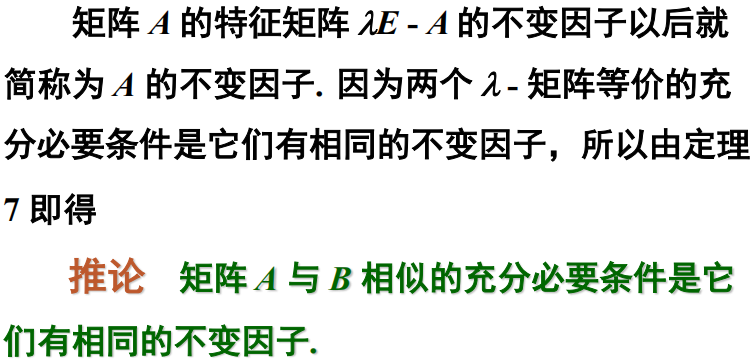 矩阵 A 的特征矩阵 λE - A 的不变因子以后就
简称为 A 的不变因子. 因为两个 λ - 矩阵等价的充
分必要条件是它们有相同的不变因子，所以由定理
7 即得
推论 矩阵 A 与 B 相似的充分必要条件是它
们有相同的不变因子.